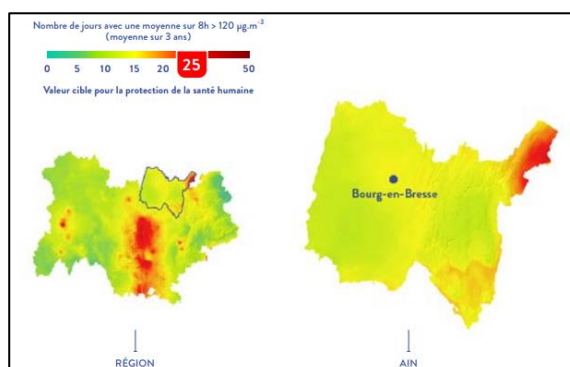 Nombre de jours avec une moyenne sur 8h > 120 µg.m⁻³
(moyenne sur 3 ans)
0 5 10 15 20 25 50
Valeur cible pour la protection de la santé humaine
Bourg-en-Bresse
RÉGION
AIN